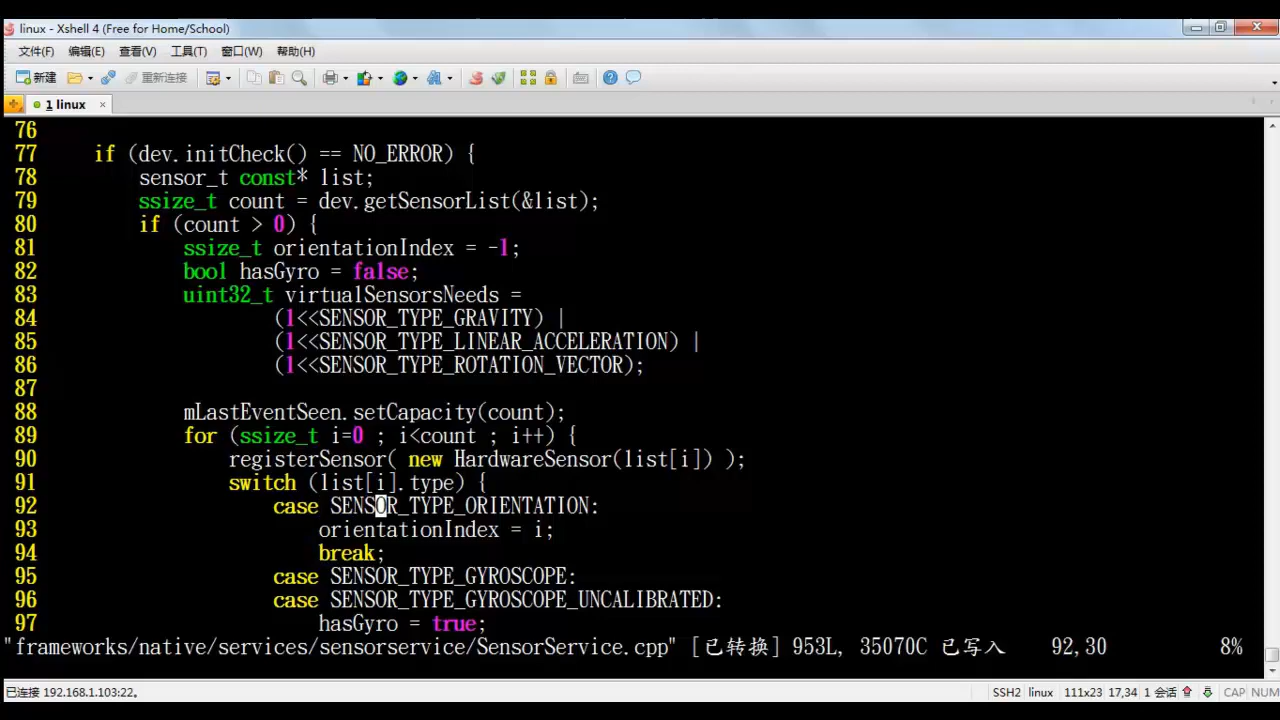 linux - Xshell 4 (Free for Home/School)
文件(F) 编辑(E) 查看(V) 工具(T) 窗口(W) 帮助(H)
新建 重新连接
1 linux
76
77 if (dev.initCheck() == NO_ERROR) {
78 sensor_t const* list;
79 ssize_t count = dev.getSensorList(&list);
80 if (count > 0) {
81 ssize_t orientationIndex = -1;
82 bool hasGyro = false;
83 uint32_t virtualSensorsNeeds =
84 (1<<SENSOR_TYPE_GRAVITY) |
85 (1<<SENSOR_TYPE_LINEAR_ACCELERATION) |
86 (1<<SENSOR_TYPE_ROTATION_VECTOR);
87
88 mLastEventSeen.setCapacity(count);
89 for (ssize_t i=0 ; i<count ; i++) {
90 registerSensor( new HardwareSensor(list[i]) );
91 switch (list[i].type) {
92 case SENSOR_TYPE_ORIENTATION:
93 orientationIndex = i;
94 break;
95 case SENSOR_TYPE_GYROSCOPE:
96 case SENSOR_TYPE_GYROSCOPE_UNCALIBRATED:
97 hasGyro = true;
"frameworks/native/services/sensorservice/SensorService.cpp" [已转换] 953L, 35070C 已写入 92,30 8%
已连接 192.168.1.103:22。 SSH2 linux 111x23 17,34 1 会话 CAP NUM